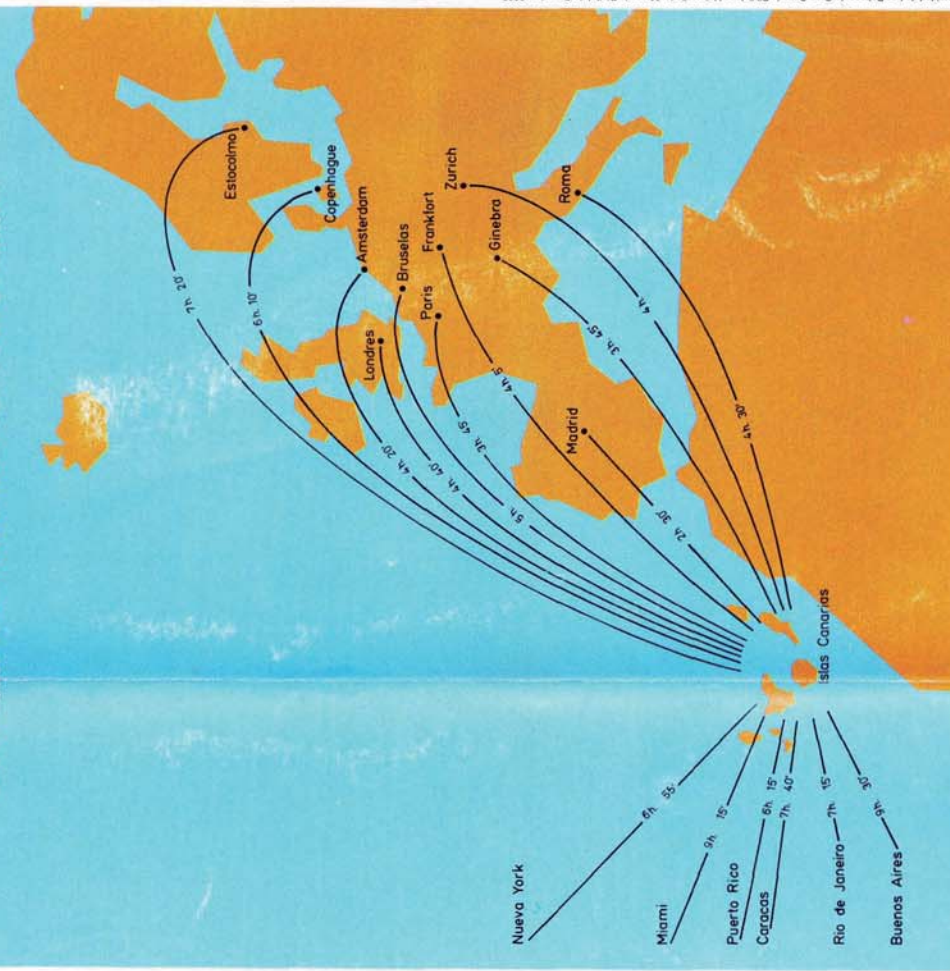 Estocolmo
7h. 20'
Copenhague
6h. 10'
Amsterdam
4h. 20'
Londres
4h. 40'
Bruselas
5h.
Paris
3h. 45'
Frankfort
4h. 5'
Madrid
2h. 30'
Ginebra
3h. 45'
Zurich
4h.
Roma
4h. 30'
Islas Canarias
Nueva York
6h. 55'
Miami
9h. 15'
Puerto Rico
6h. 15'
Caracas
7h. 40'
Rio de Janeiro
7h. 15'
Buenos Aires
9h. 30'